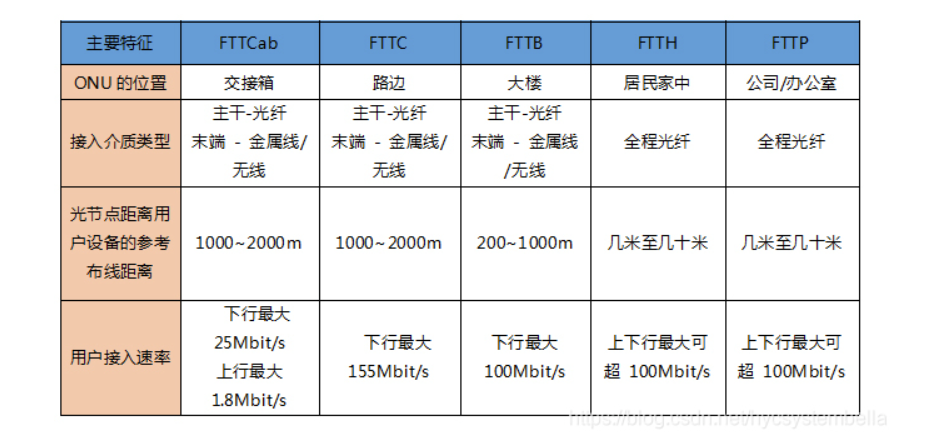 主要特征 FTTCab FTTC FTTB FTTH FTTP
ONU 的位置 交接箱 路边 大楼 居民家中 公司/办公室
接入介质类型
主干-光纤
末端 - 金属线/
无线
主干-光纤
末端 - 金属线/
无线
主干-光纤
末端 - 金属线
/无线
全程光纤
全程光纤
光节点距离用
户设备的参考
布线距离
1000~2000m
1000~2000m
200~1000m
几米至几十米
几米至几十米
用户接入速率
下行最大
25Mbit/s
上行最大
1.8Mbit/s
下行最大
155Mbit/s
下行最大
100Mbit/s
上下行最大可
超 100Mbit/s
上下行最大可
超 100Mbit/s
https://blog.csdn.net/hycsystembella